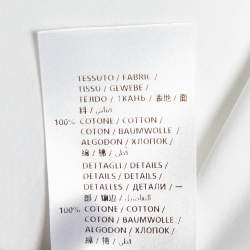 TESSUTO / FABRIC /
TISSU / GEWEBE /
TEJIDO / ТКАНЬ / 表地 / 面
料 / قماش /
100% COTONE / COTTON /
COTON / BAUMWOLLE /
ALGODON / ХЛОПОК /
綿 / 棉 / قطن /
DETTAGLI / DETAILS /
DETAILS / DETAILS /
DETALLES / ДЕТАЛИ / 一
部 / 镶边 / التفاصيل /
100% COTONE / COTTON /
COTON / BAUMWOLLE /
ALGODON / ХЛОПОК /
綿 / 棉 / قطن /